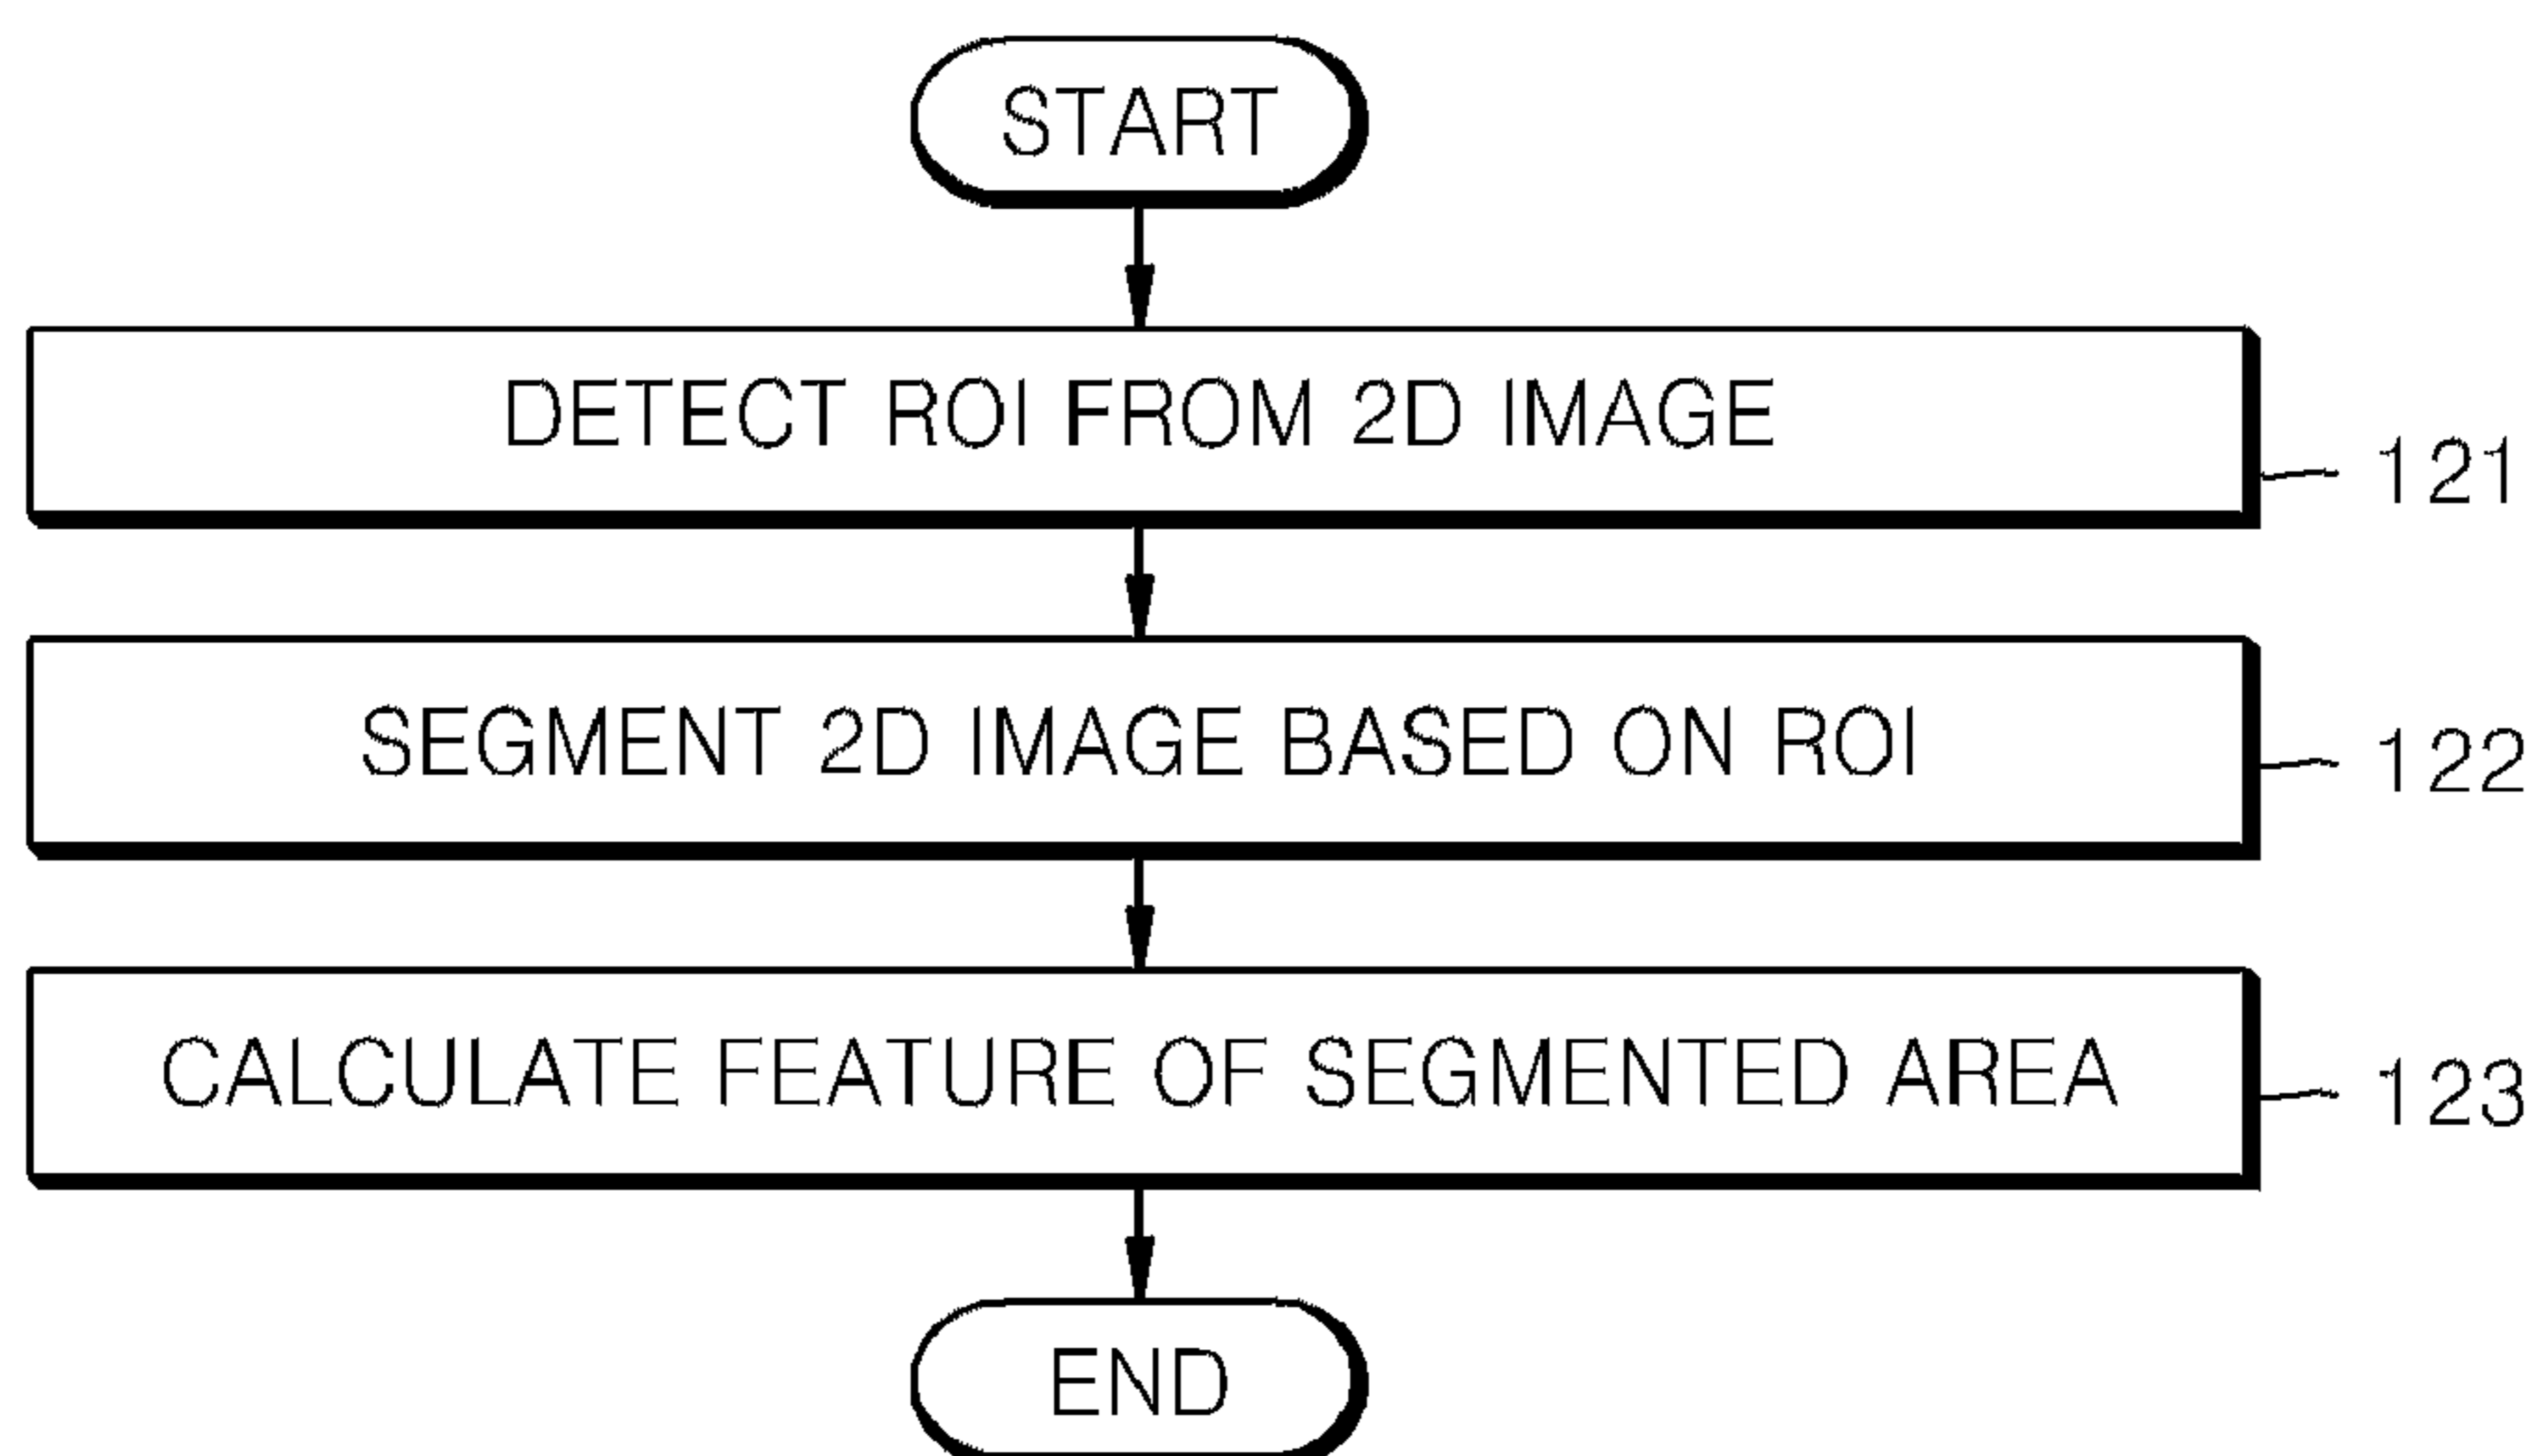 START
DETECT ROI FROM 2D IMAGE
121
SEGMENT 2D IMAGE BASED ON ROI
122
CALCULATE FEATURE OF SEGMENTED AREA
123
END